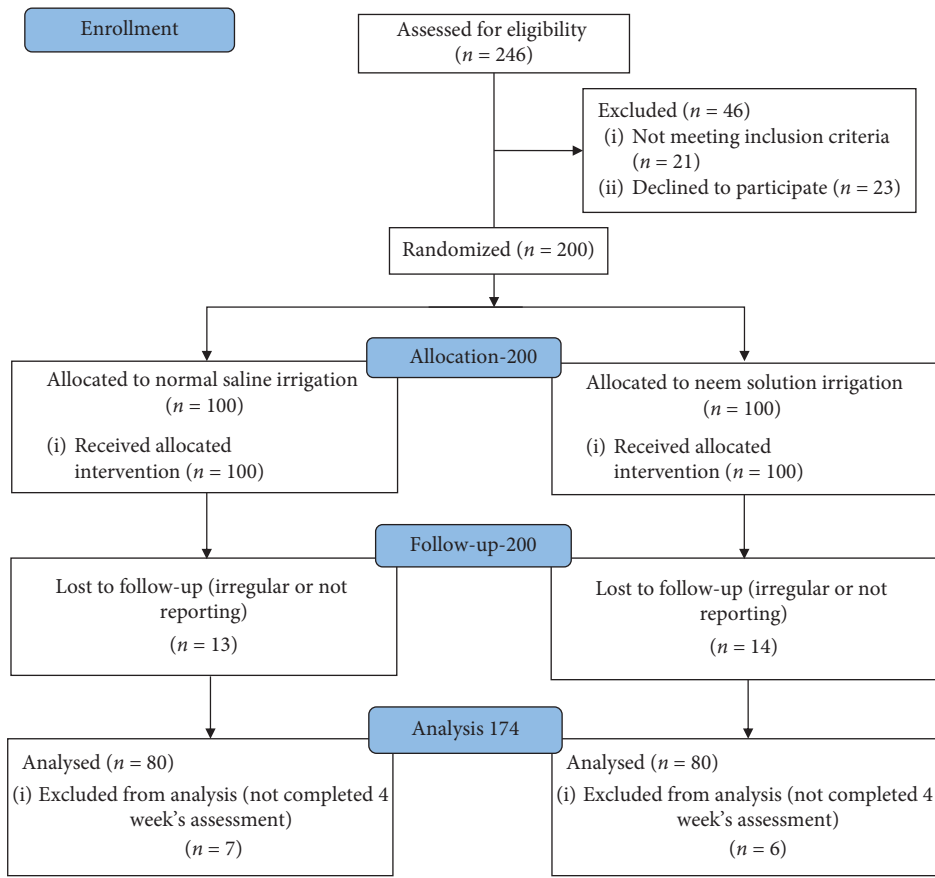 Enrollment
Assessed for eligibility
(n = 246)
Excluded (n = 46)
(i) Not meeting inclusion criteria
(n = 21)
(ii) Declined to participate (n = 23)
Randomized (n = 200)
Allocation-200
Allocated to normal saline irrigation
(n = 100)
(i) Received allocated
intervention (n = 100)
Allocated to neem solution irrigation
(n = 100)
(i) Received allocated
intervention (n = 100)
Follow-up-200
Lost to follow-up (irregular or not
reporting)
(n = 13)
Lost to follow-up (irregular or not
reporting)
(n = 14)
Analysis 174
Analysed (n = 80)
(i) Excluded from analysis (not completed 4
week's assessment)
(n = 7)
Analysed (n = 80)
(i) Excluded from analysis (not completed 4
week's assessment)
(n = 6)